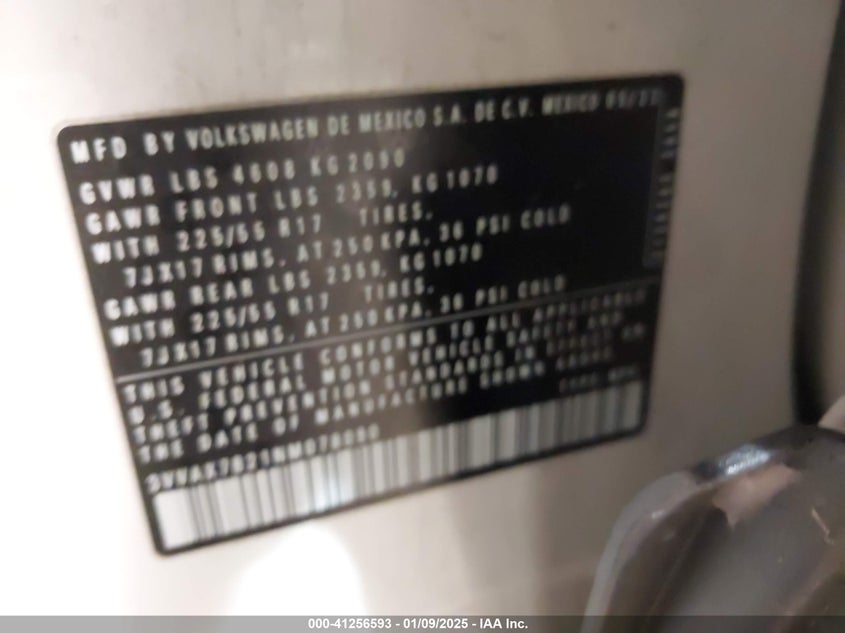 MFD BY VOLKSWAGEN DE MEXICO S.A. DE C.V. MEXICO
GVWR LBS 4608 KG 2090
GAWR FRONT LBS 2359, KG 1070
WITH 225/55 R17 TIRES,
7JX17 RIMS, AT 250 KPA, 36 PSI COLD
GAWR REAR LBS 2359, KG 1070
WITH 225/55 R17 TIRES,
7JX17 RIMS, AT 250 KPA, 36 PSI COLD
THIS VEHICLE CONFORMS TO ALL APPLICABLE
U.S. FEDERAL MOTOR VEHICLE SAFETY AND
THEFT PREVENTION STANDARDS IN EFFECT ON
THE DATE OF MANUFACTURE SHOWN ABOVE
000-41256593 - 01/09/2025 - IAA Inc.